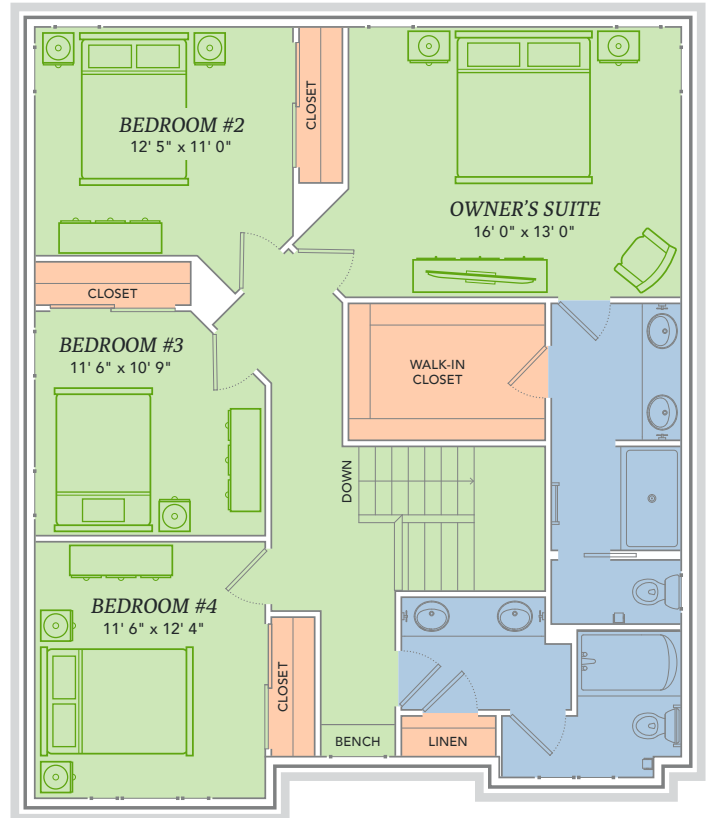 BEDROOM #2
12' 5" x 11' 0"
CLOSET
OWNER'S SUITE
16' 0" x 13' 0"
CLOSET
BEDROOM #3
11' 6" x 10' 9"
WALK-IN
CLOSET
DOWN
BEDROOM #4
11' 6" x 12' 4"
CLOSET
BENCH
LINEN